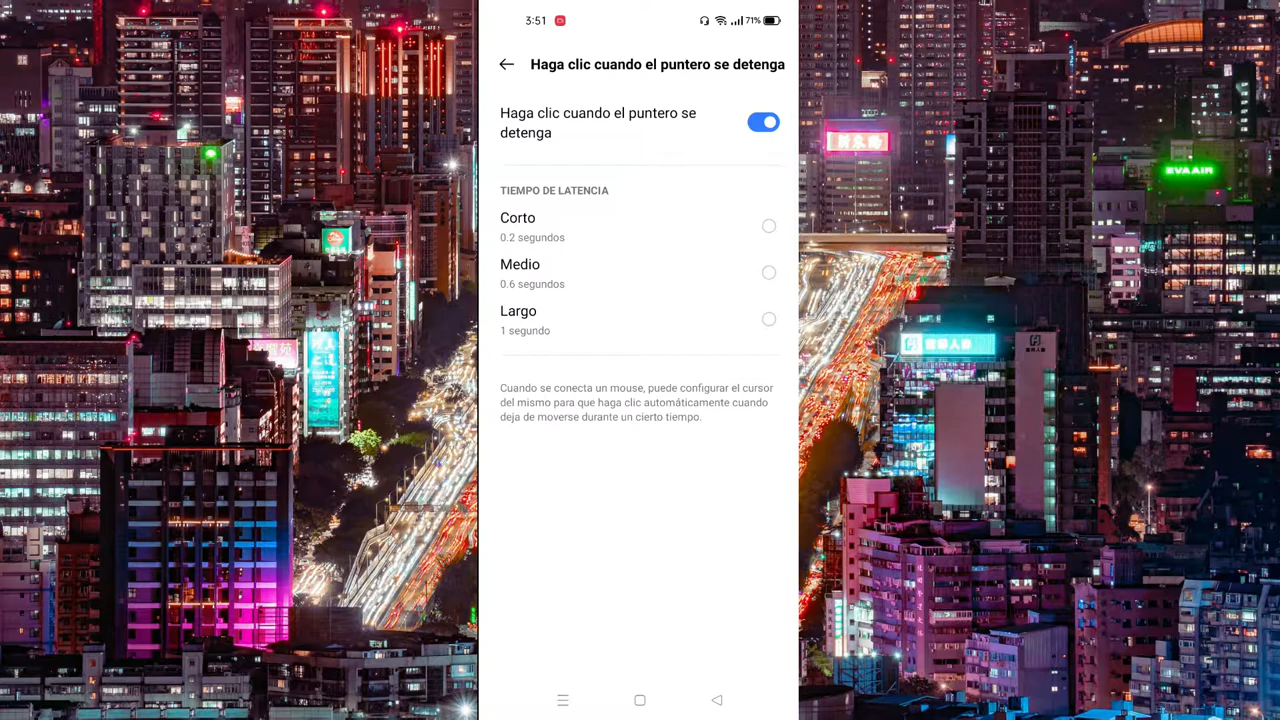 3:51
71%
Haga clic cuando el puntero se detenga
Haga clic cuando el puntero se
detenga
TIEMPO DE LATENCIA
Corto
0.2 segundos
Medio
0.6 segundos
Largo
1 segundo
Cuando se conecta un mouse, puede configurar el cursor
del mismo para que haga clic automáticamente cuando
deja de moverse durante un cierto tiempo.
EVA AIR